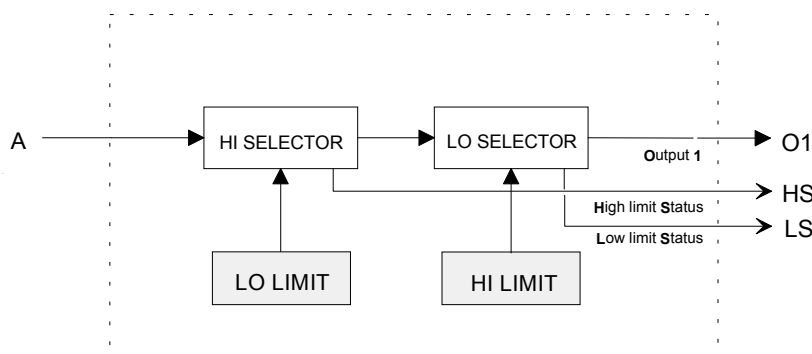 A
HI SELECTOR
LO SELECTOR
Output 1
O1
High limit Status
HS
Low limit Status
LS
LO LIMIT
HI LIMIT